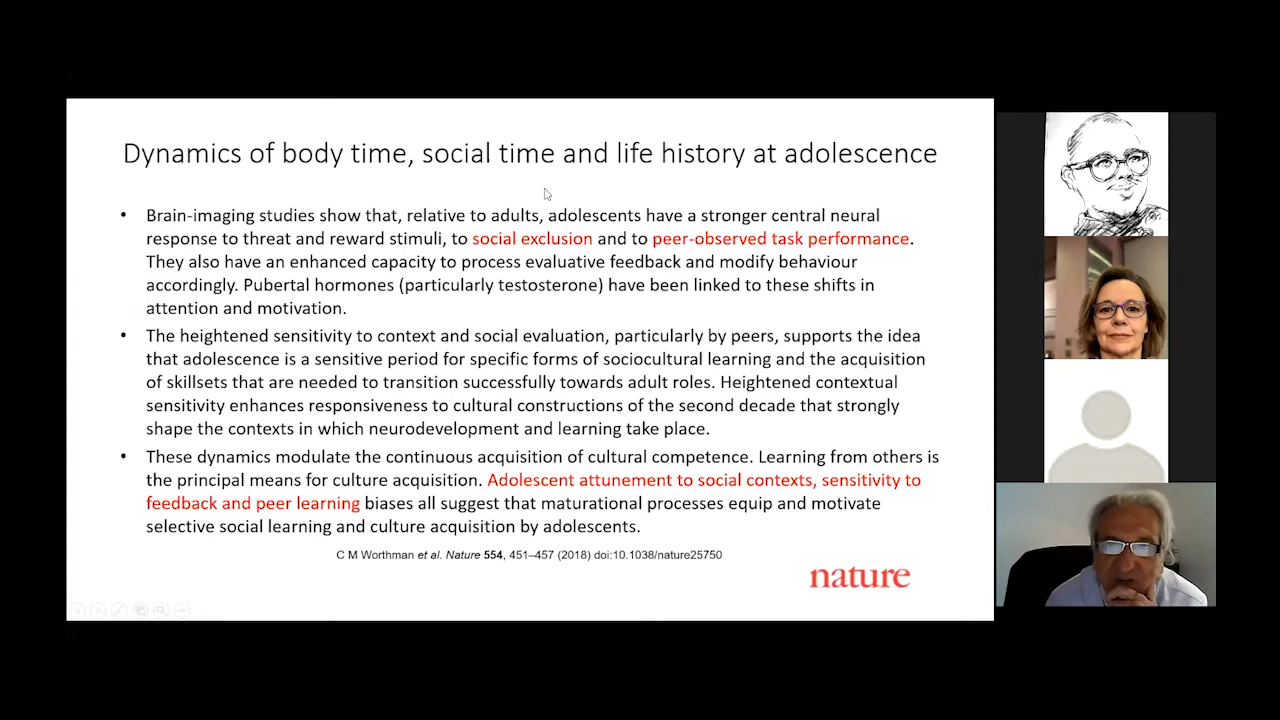 Dynamics of body time, social time and life history at adolescence
• Brain-imaging studies show that, relative to adults, adolescents have a stronger central neural
response to threat and reward stimuli, to social exclusion and to peer-observed task performance.
They also have an enhanced capacity to process evaluative feedback and modify behaviour
accordingly. Pubertal hormones (particularly testosterone) have been linked to these shifts in
attention and motivation.
• The heightened sensitivity to context and social evaluation, particularly by peers, supports the idea
that adolescence is a sensitive period for specific forms of sociocultural learning and the acquisition
of skillsets that are needed to transition successfully towards adult roles. Heightened contextual
sensitivity enhances responsiveness to cultural constructions of the second decade that strongly
shape the contexts in which neurodevelopment and learning take place.
• These dynamics modulate the continuous acquisition of cultural competence. Learning from others is
the principal means for culture acquisition. Adolescent attunement to social contexts, sensitivity to
feedback and peer learning biases all suggest that maturational processes equip and motivate
selective social learning and culture acquisition by adolescents.
C M Worthman et al. Nature 554, 451–457 (2018) doi:10.1038/nature25750
nature